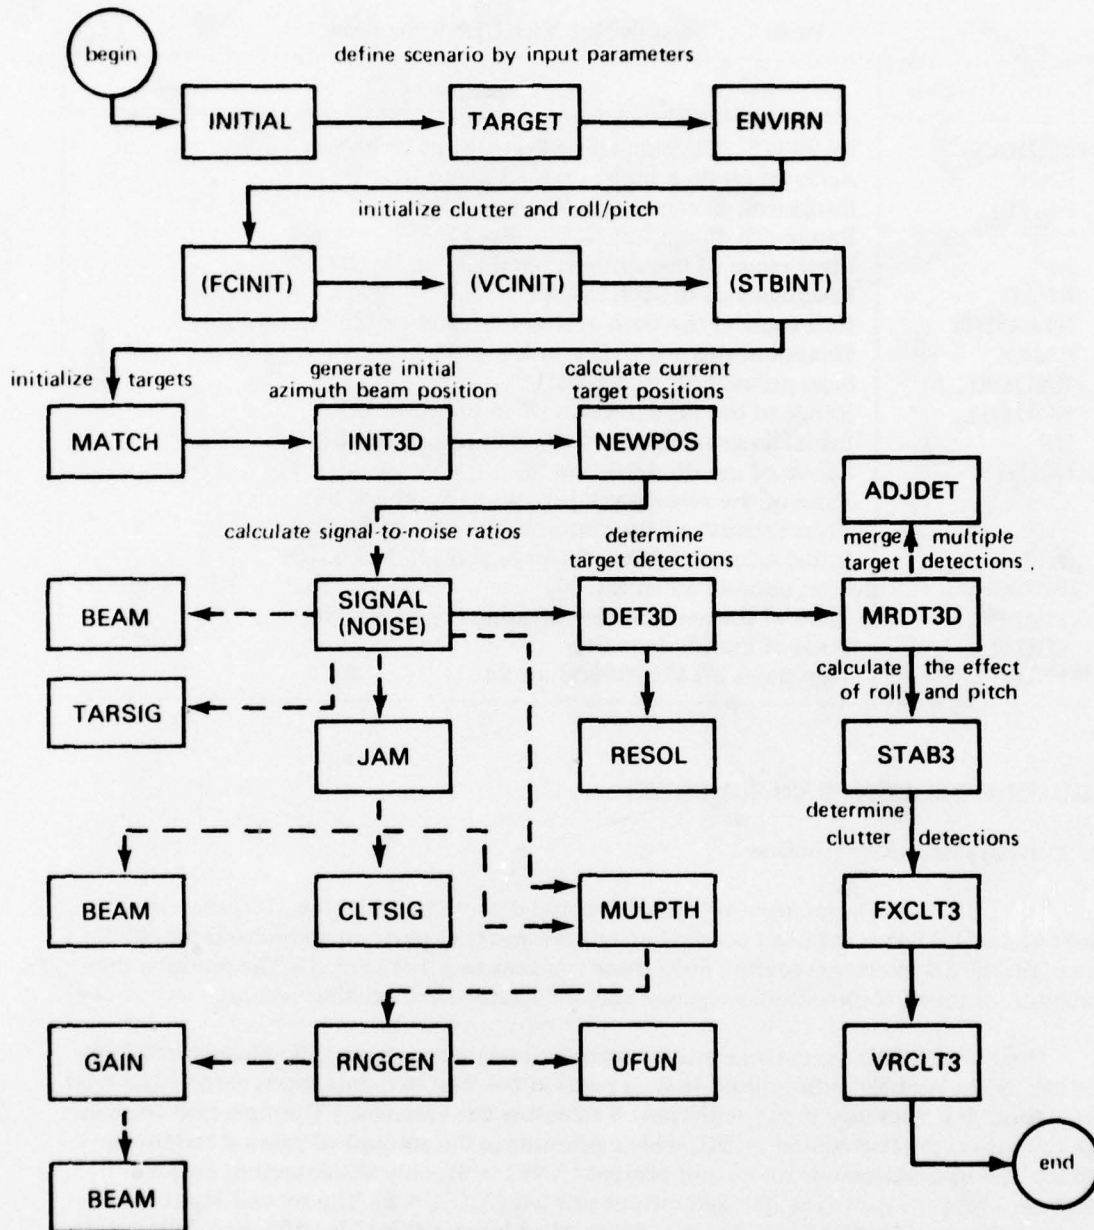 begin
define scenario by input parameters
INITIAL
TARGET
ENVIRN
initialize clutter and roll/pitch
(FCINIT)
(VCINIT)
(STBINT)
initialize targets
generate initial
azimuth beam position
calculate current
target positions
MATCH
INIT3D
NEWPOS
ADJDET
calculate signal-to-noise ratios
determine
target detections
merge multiple
target detections
BEAM
SIGNAL
(NOISE)
DET3D
MRDT3D
calculate the effect
of roll and pitch
TARSIG
JAM
RESOL
STAB3
determine
clutter detections
BEAM
CLTSIG
MULPTH
FXCLT3
GAIN
RNGCEN
UFUN
VRCLT3
BEAM
end